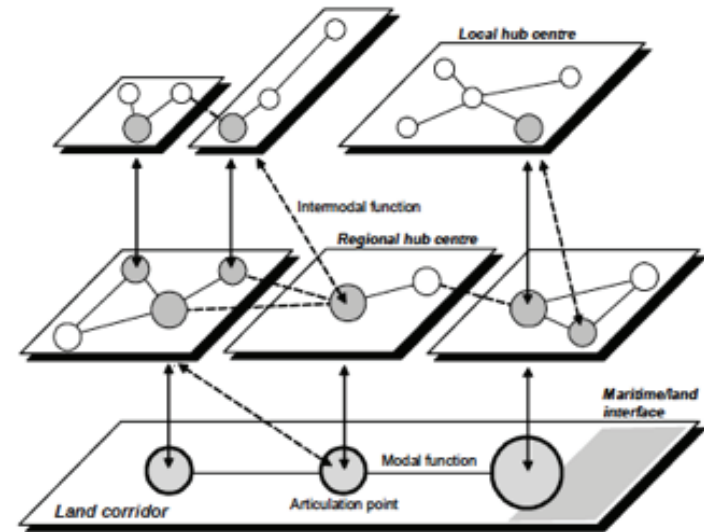 Local hub centre
Intermodal function
Regional hub centre
Maritime/land
interface
Modal function
Articulation point
Land corridor